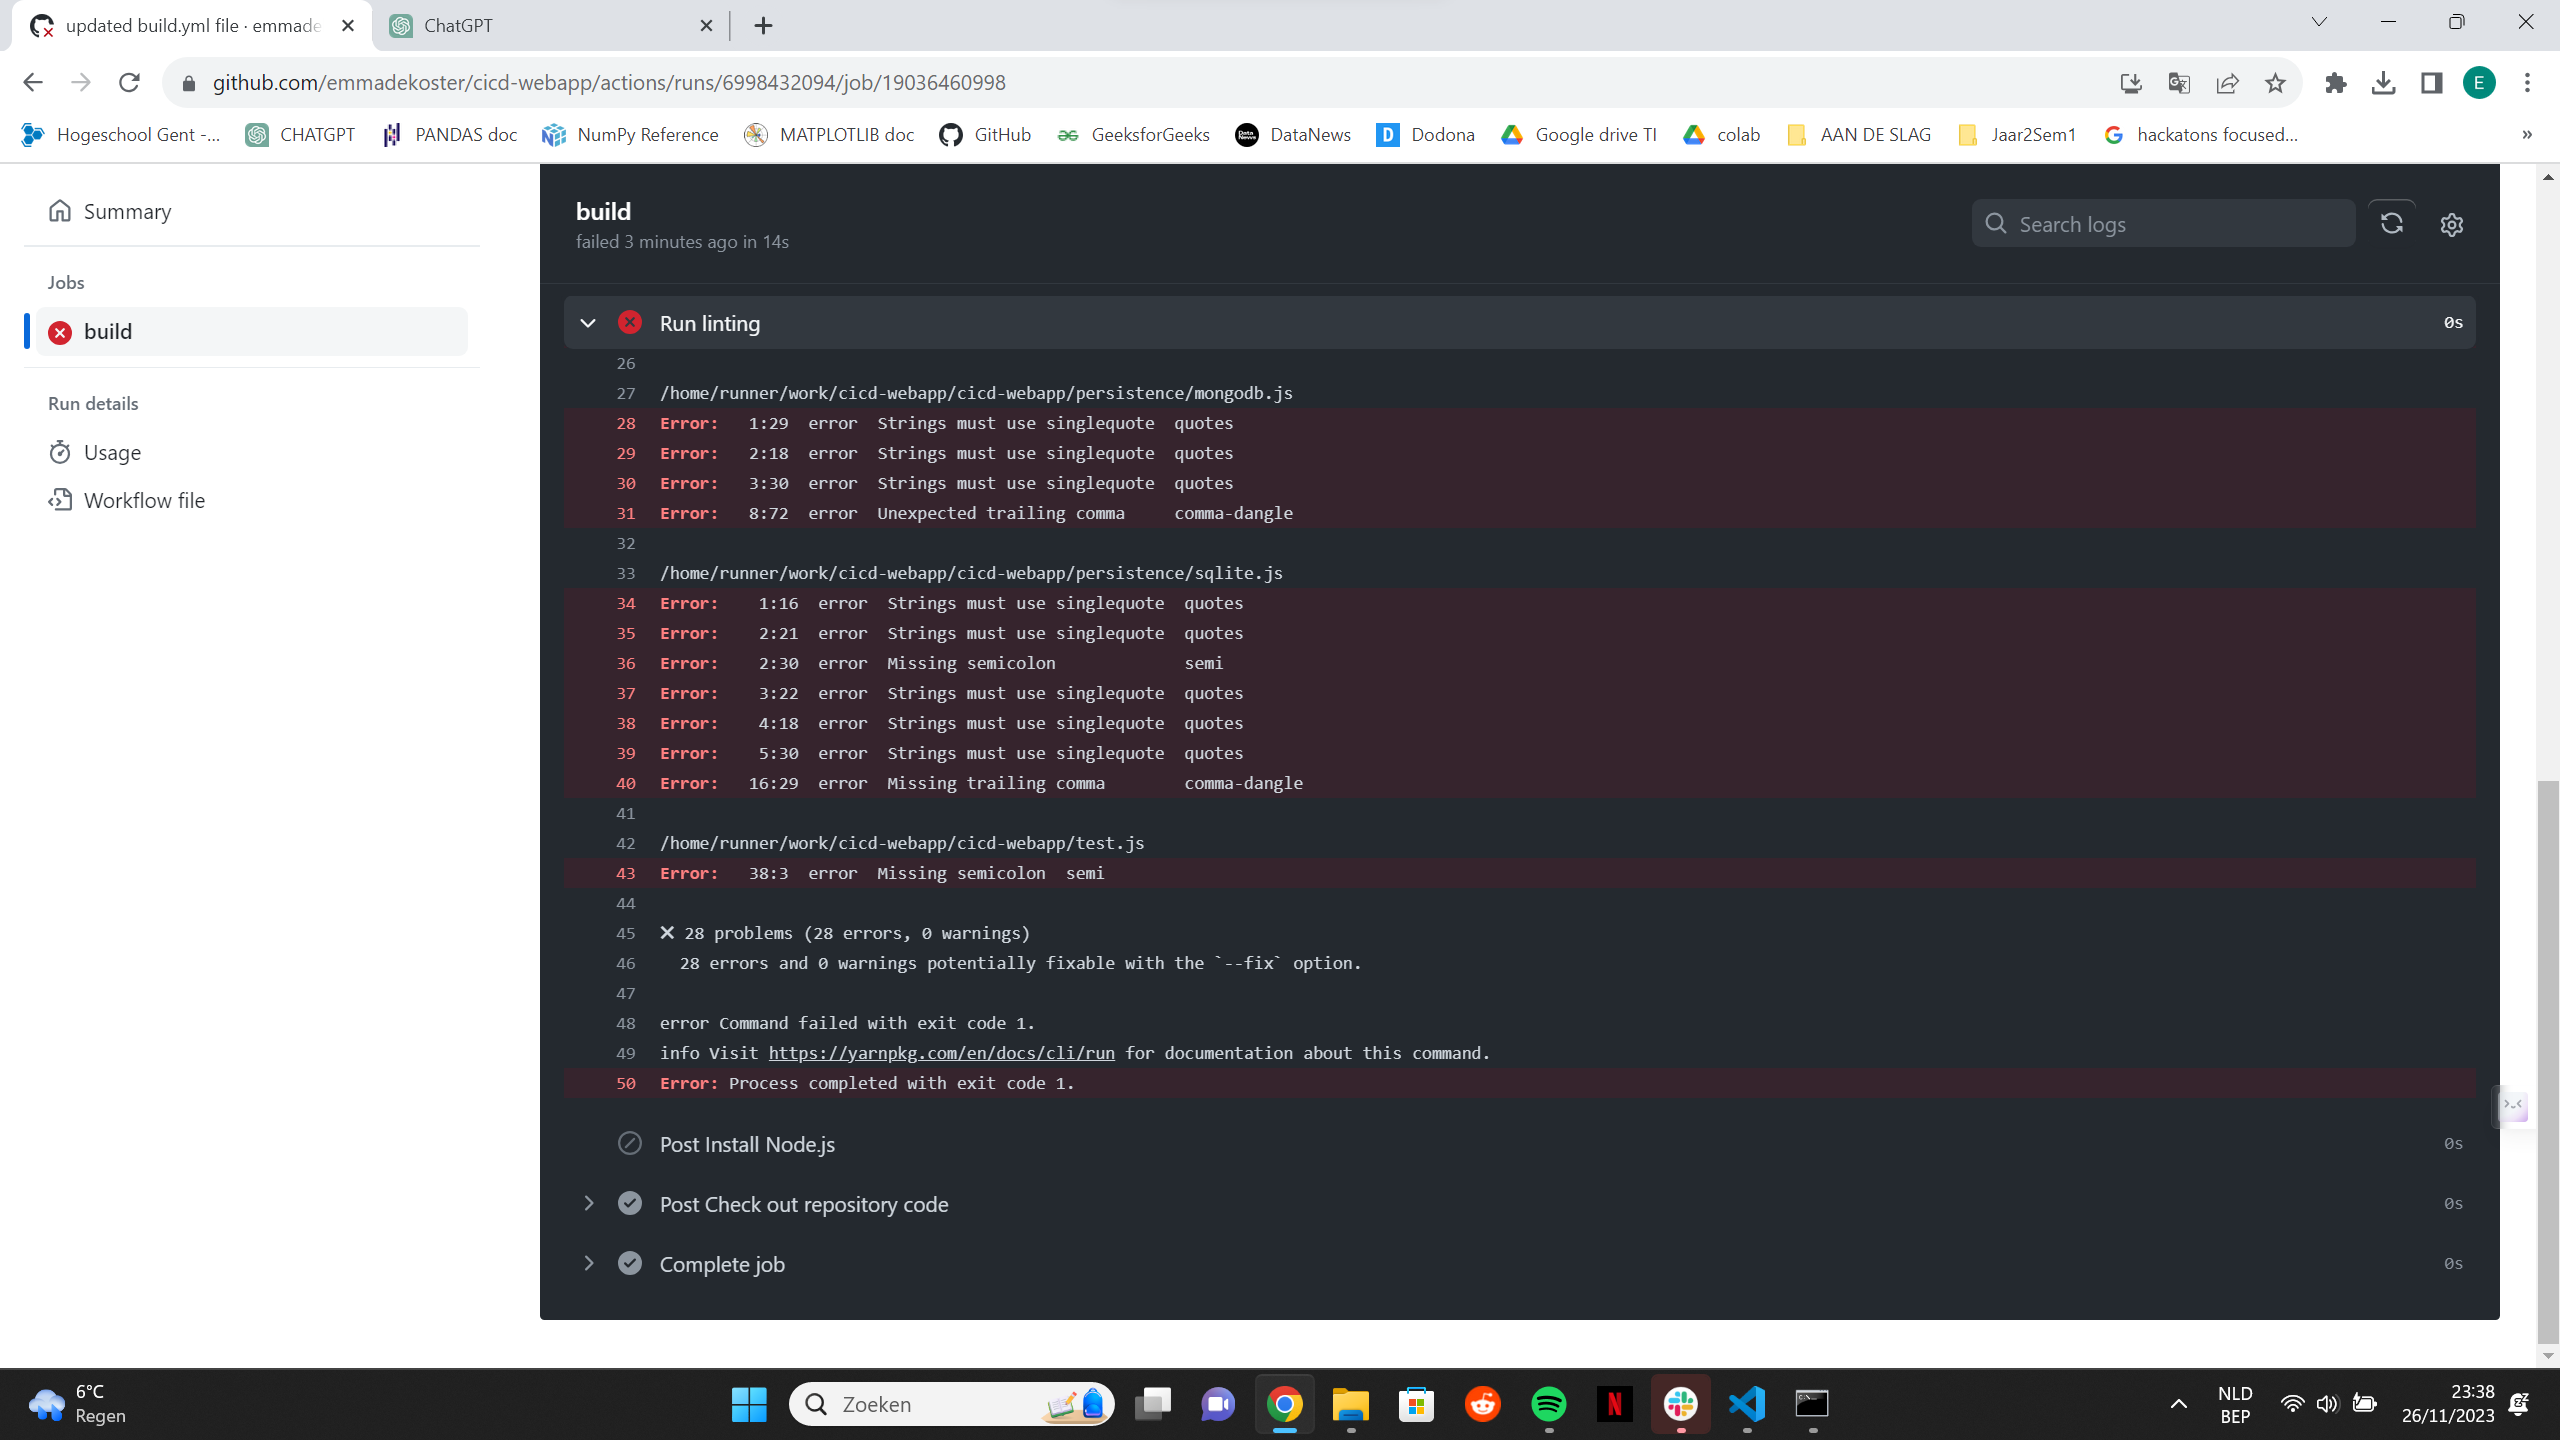 updated build.yml file · emmade
ChatGPT
github.com/emmadekoster/cicd-webapp/actions/runs/6998432094/job/19036460998
E
Hogeschool Gent -...
CHATGPT
PANDAS doc
NumPy Reference
MATPLOTLIB doc
GitHub
GeeksforGeeks
DataNews
Dodona
Google drive TI
colab
AAN DE SLAG
Jaar2Sem1
hackatons focused...
»
Summary
Jobs
build
Run details
Usage
Workflow file
build
failed 3 minutes ago in 14s
Search logs
Run linting
0s
26
27 /home/runner/work/cicd-webapp/cicd-webapp/persistence/mongodb.js
28 Error: 1:29 error Strings must use singlequote quotes
29 Error: 2:18 error Strings must use singlequote quotes
30 Error: 3:30 error Strings must use singlequote quotes
31 Error: 8:72 error Unexpected trailing comma comma-dangle
32
33 /home/runner/work/cicd-webapp/cicd-webapp/persistence/sqlite.js
34 Error: 1:16 error Strings must use singlequote quotes
35 Error: 2:21 error Strings must use singlequote quotes
36 Error: 2:30 error Missing semicolon semi
37 Error: 3:22 error Strings must use singlequote quotes
38 Error: 4:18 error Strings must use singlequote quotes
39 Error: 5:30 error Strings must use singlequote quotes
40 Error: 16:29 error Missing trailing comma comma-dangle
41
42 /home/runner/work/cicd-webapp/cicd-webapp/test.js
43 Error: 38:3 error Missing semicolon semi
44
45 ✖ 28 problems (28 errors, 0 warnings)
46 28 errors and 0 warnings potentially fixable with the `--fix` option.
47
48 error Command failed with exit code 1.
49 info Visit https://yarnpkg.com/en/docs/cli/run for documentation about this command.
50 Error: Process completed with exit code 1.
Post Install Node.js
0s
Post Check out repository code
0s
Complete job
0s
6°C
Regen
Zoeken
NLD
BEP
23:38
26/11/2023